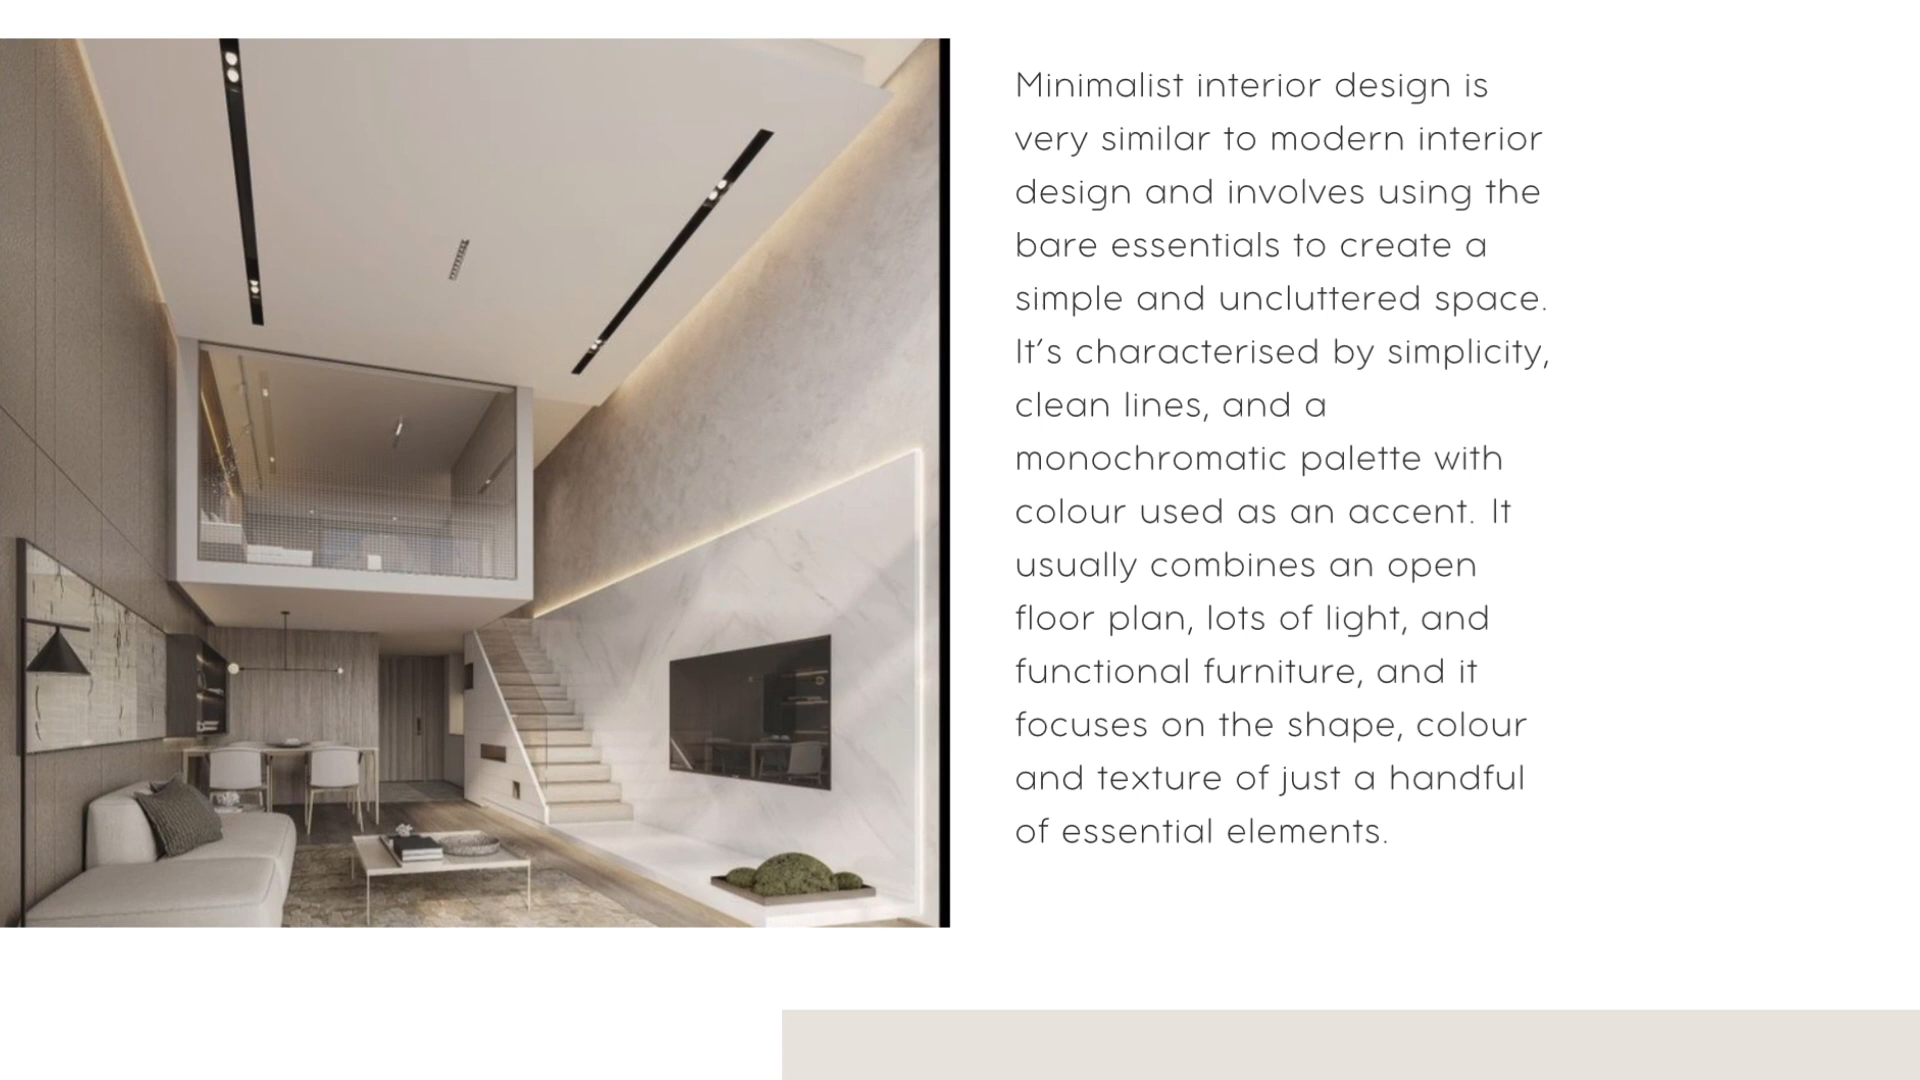 Minimalist interior design is
very similar to modern interior
design and involves using the
bare essentials to create a
simple and uncluttered space.
It’s characterised by simplicity,
clean lines, and a
monochromatic palette with
colour used as an accent. It
usually combines an open
floor plan, lots of light, and
functional furniture, and it
focuses on the shape, colour
and texture of just a handful
of essential elements.